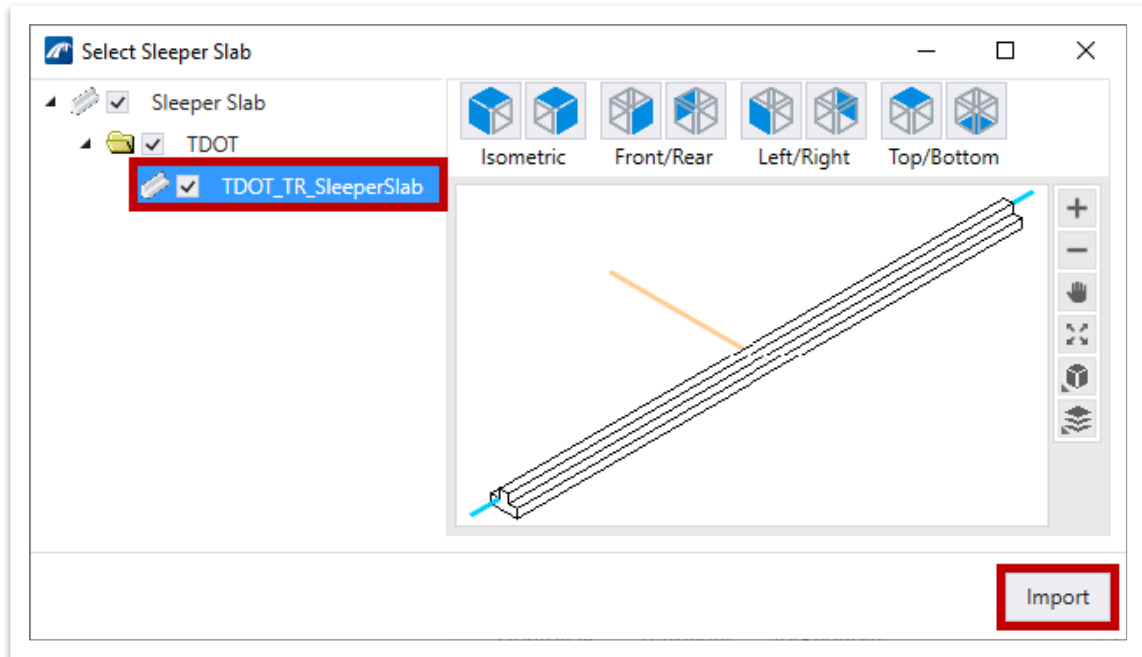 Select Sleeper Slab
Sleeper Slab
TDOT
TDOT_TR_SleeperSlab
Isometric Front/Rear Left/Right Top/Bottom
Import